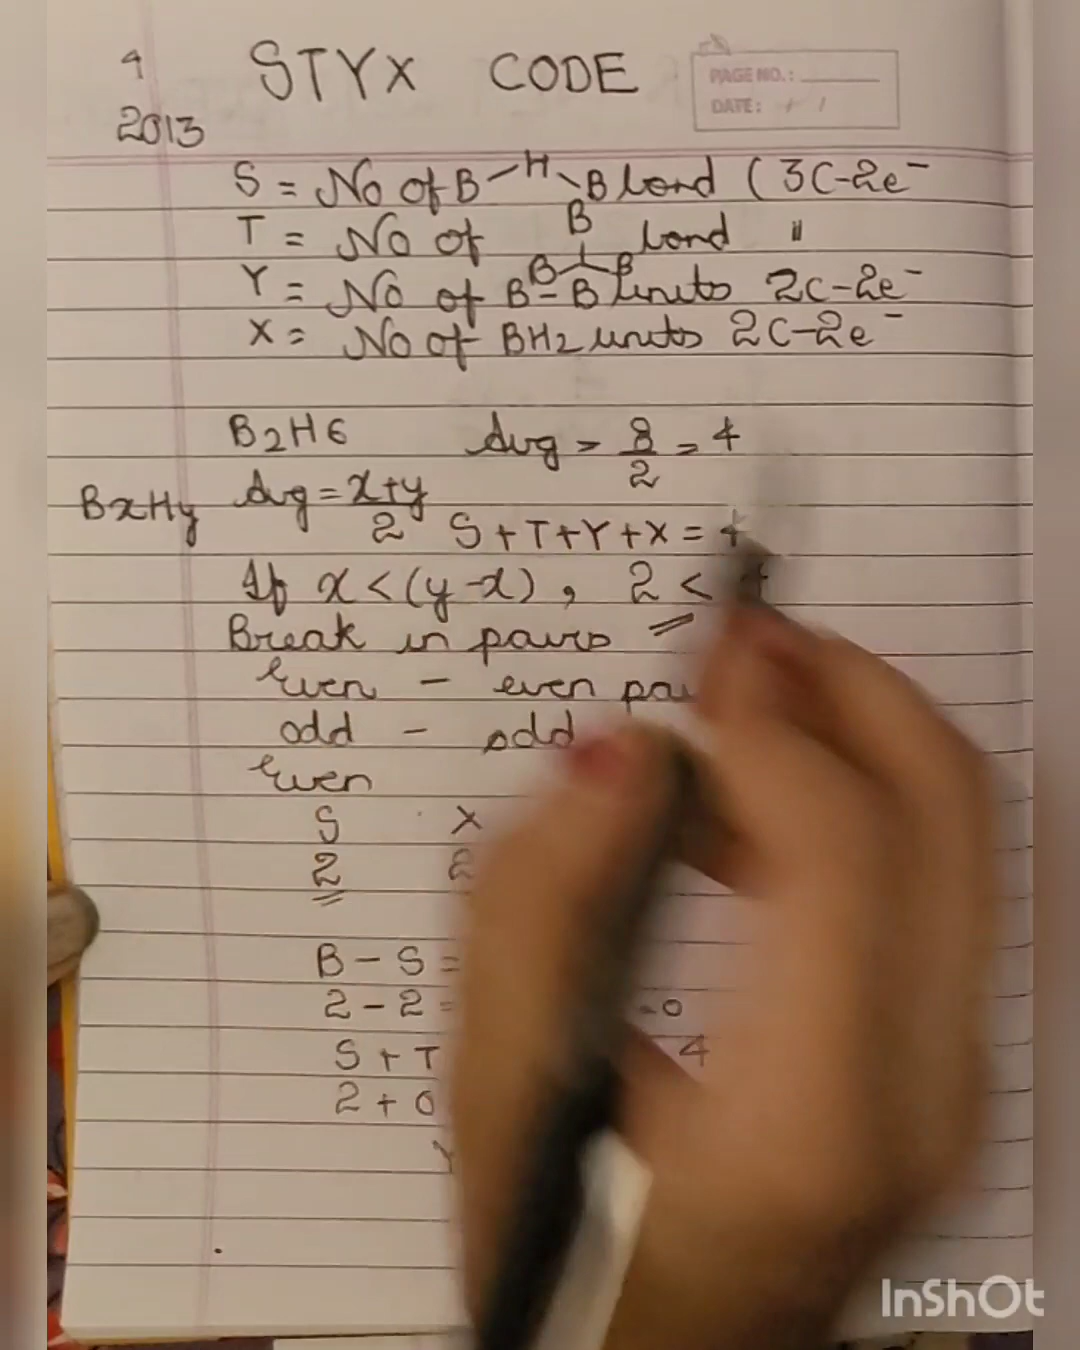 4 STYX CODE
2013
PAGE NO.:
DATE:
S = No of B-H-B bond (3C-2e⁻
T = No of B B B bond "
Y = No of B-B units 2C-2e⁻
X = No of BH2 units 2C-2e⁻
B2H6 Avg = 8/2 = 4
BxHy Avg = x+y/2 S+T+Y+X = 4
If x<(y-x), 2 <
Break in pairs =
Even - even
odd - odd
Even
S X
2 2
B - S =
2 - 2 = 0
S + T 4
2 + 0
Y
InShOt